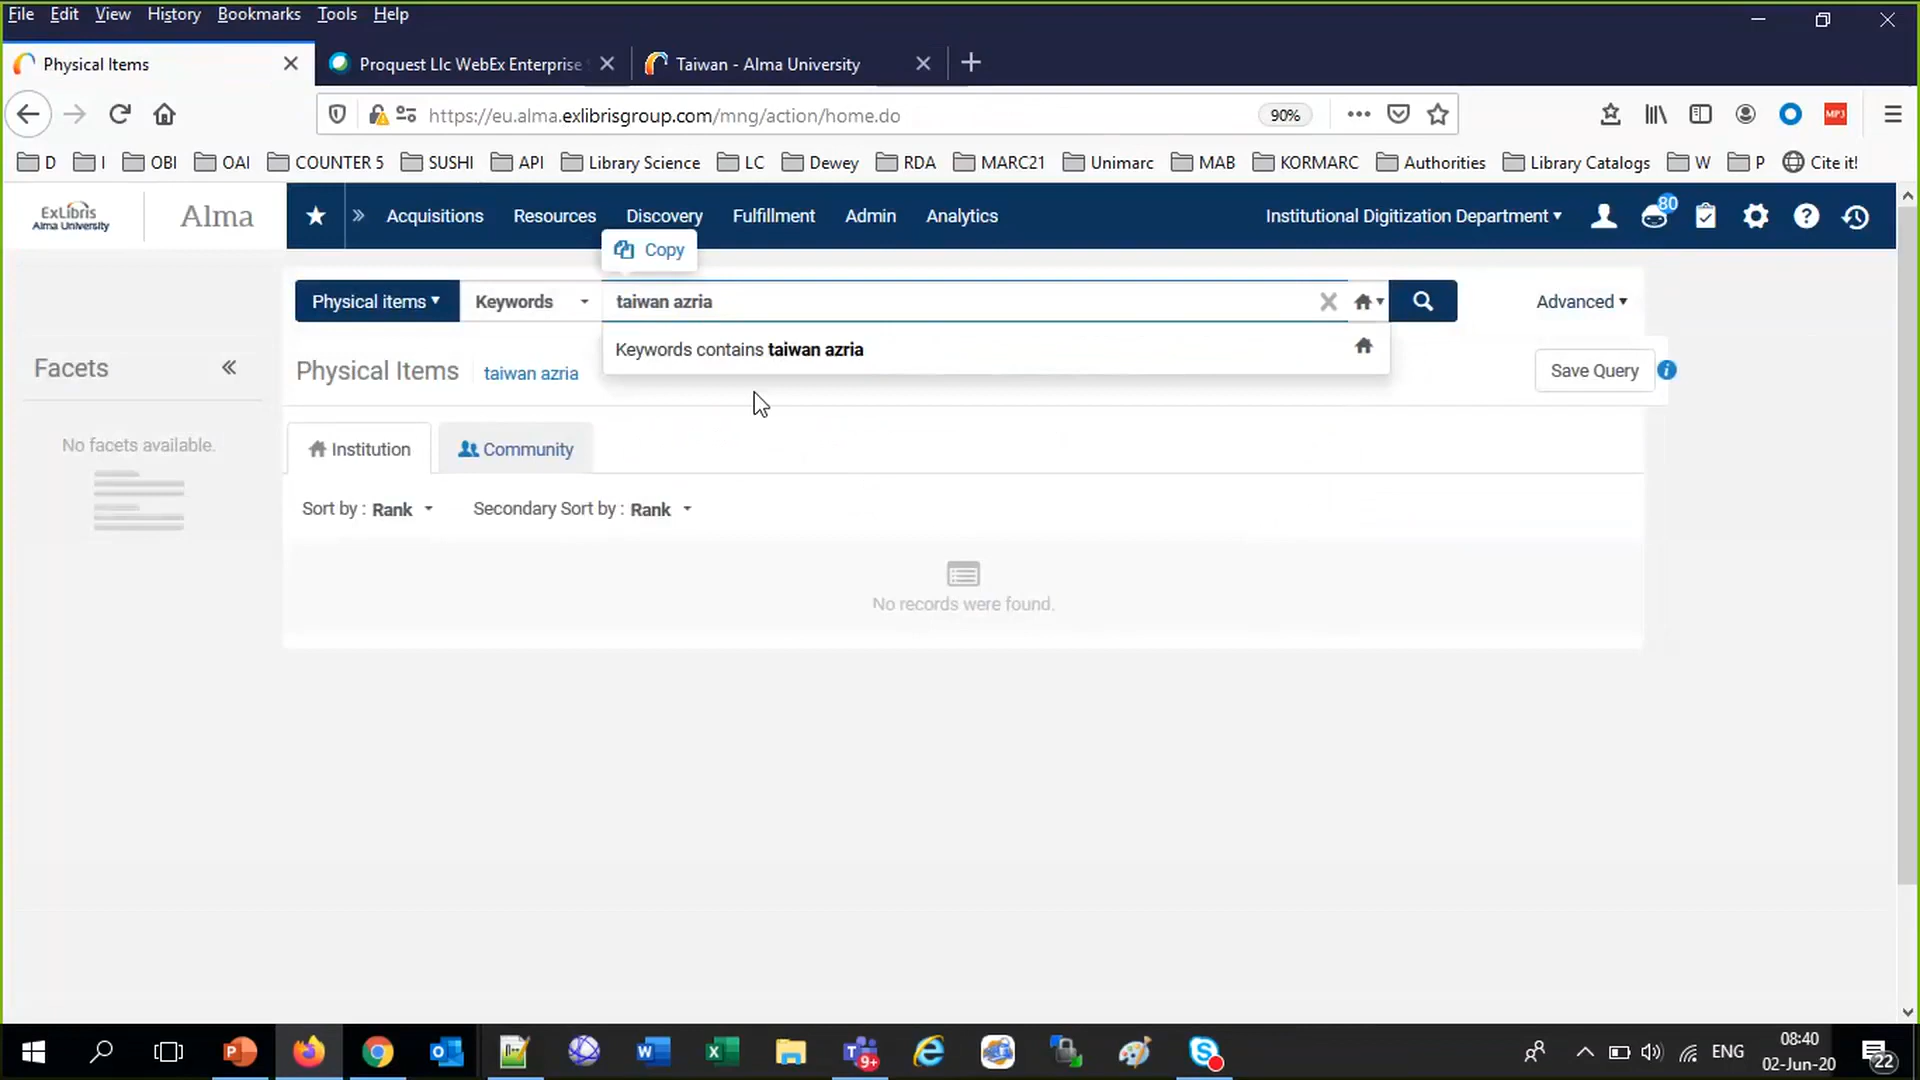 File Edit View History Bookmarks Tools Help
Physical Items
Proquest Llc WebEx Enterprise
Taiwan - Alma University
https://eu.alma.exlibrisgroup.com/mng/action/home.do
90%
MP3
D I OBI OAI COUNTER 5 SUSHI API Library Science LC Dewey RDA MARC21 Unimarc MAB KORMARC Authorities Library Catalogs W P Cite it!
ExLibris
Alma University
Alma
Acquisitions Resources Discovery Fulfillment Admin Analytics
Institutional Digitization Department
80
Copy
Physical items
Keywords
taiwan azria
Advanced
Keywords contains taiwan azria
Facets
Physical Items
taiwan azria
Save Query
No facets available.
Institution
Community
Sort by : Rank
Secondary Sort by : Rank
No records were found.
9+
ENG
08:40
02-Jun-20
22